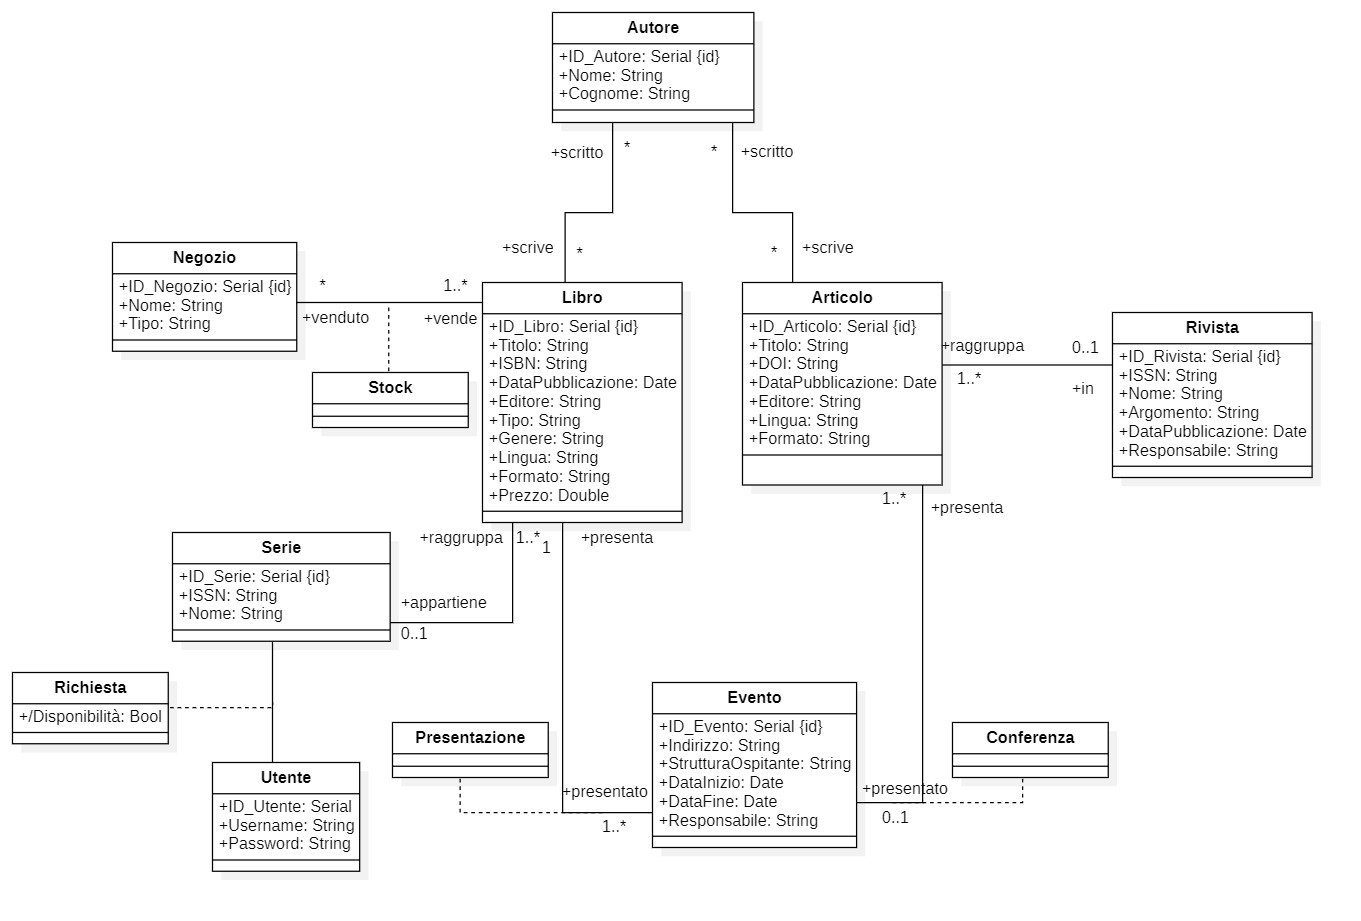 Autore
+ID_Autore: Serial {id}
+Nome: String
+Cognome: String
+scritto
*
*
+scritto
+scrive
*
*
+scrive
Negozio
+ID_Negozio: Serial {id}
+Nome: String
+Tipo: String
*
1..*
+venduto
+vende
Stock
Libro
+ID_Libro: Serial {id}
+Titolo: String
+ISBN: String
+DataPubblicazione: Date
+Editore: String
+Tipo: String
+Genere: String
+Lingua: String
+Formato: String
+Prezzo: Double
Articolo
+ID_Articolo: Serial {id}
+Titolo: String
+DOI: String
+DataPubblicazione: Date
+Editore: String
+Lingua: String
+Formato: String
+raggruppa
0..1
1..*
+in
Rivista
+ID_Rivista: Serial {id}
+ISSN: String
+Nome: String
+Argomento: String
+DataPubblicazione: Date
+Responsabile: String
1..*
+presenta
+raggruppa
1..*
1
+presenta
Serie
+ID_Serie: Serial {id}
+ISSN: String
+Nome: String
+appartiene
0..1
Richiesta
+/Disponibilità: Bool
Utente
+ID_Utente: Serial
+Username: String
+Password: String
Presentazione
+presentato
1..*
Evento
+ID_Evento: Serial {id}
+Indirizzo: String
+StrutturaOspitante: String
+DataInizio: Date
+DataFine: Date
+Responsabile: String
+presentato
0..1
Conferenza